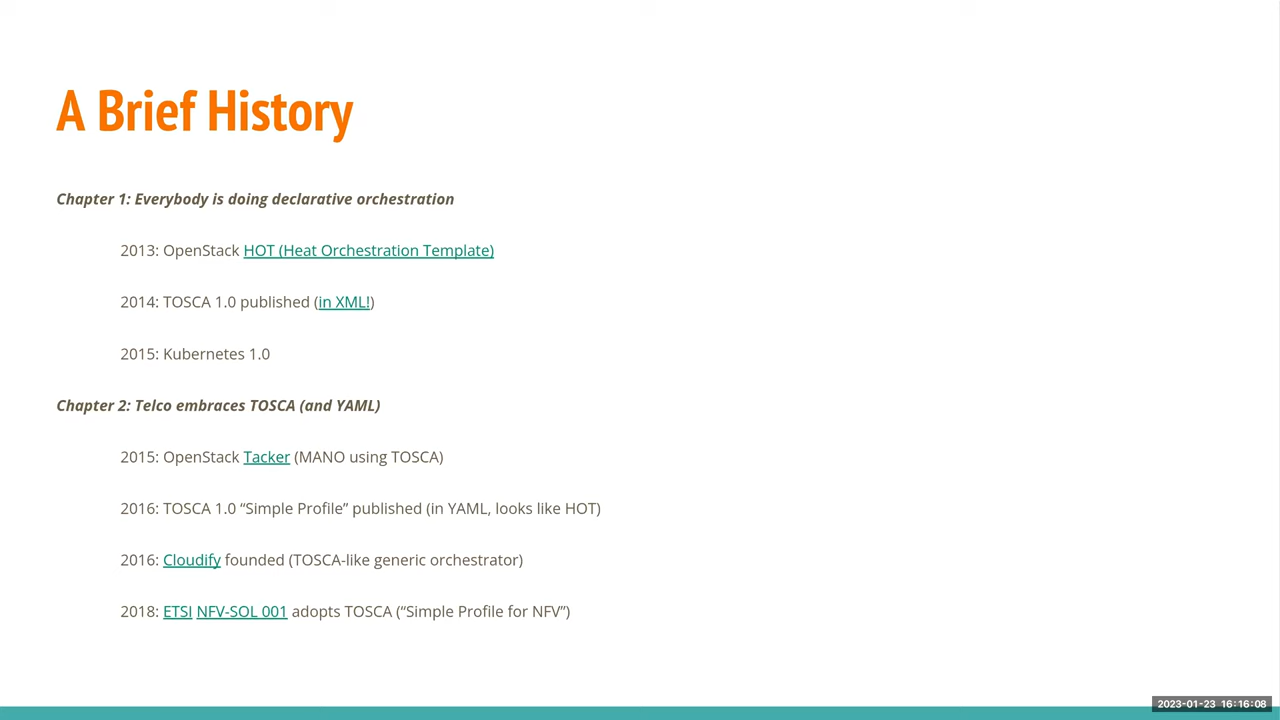 A Brief History
Chapter 1: Everybody is doing declarative orchestration
2013: OpenStack HOT (Heat Orchestration Template)
2014: TOSCA 1.0 published (in XML!)
2015: Kubernetes 1.0
Chapter 2: Telco embraces TOSCA (and YAML)
2015: OpenStack Tacker (MANO using TOSCA)
2016: TOSCA 1.0 “Simple Profile” published (in YAML, looks like HOT)
2016: Cloudify founded (TOSCA-like generic orchestrator)
2018: ETSI NFV-SOL 001 adopts TOSCA (“Simple Profile for NFV”)
2023-01-23 16:16:08